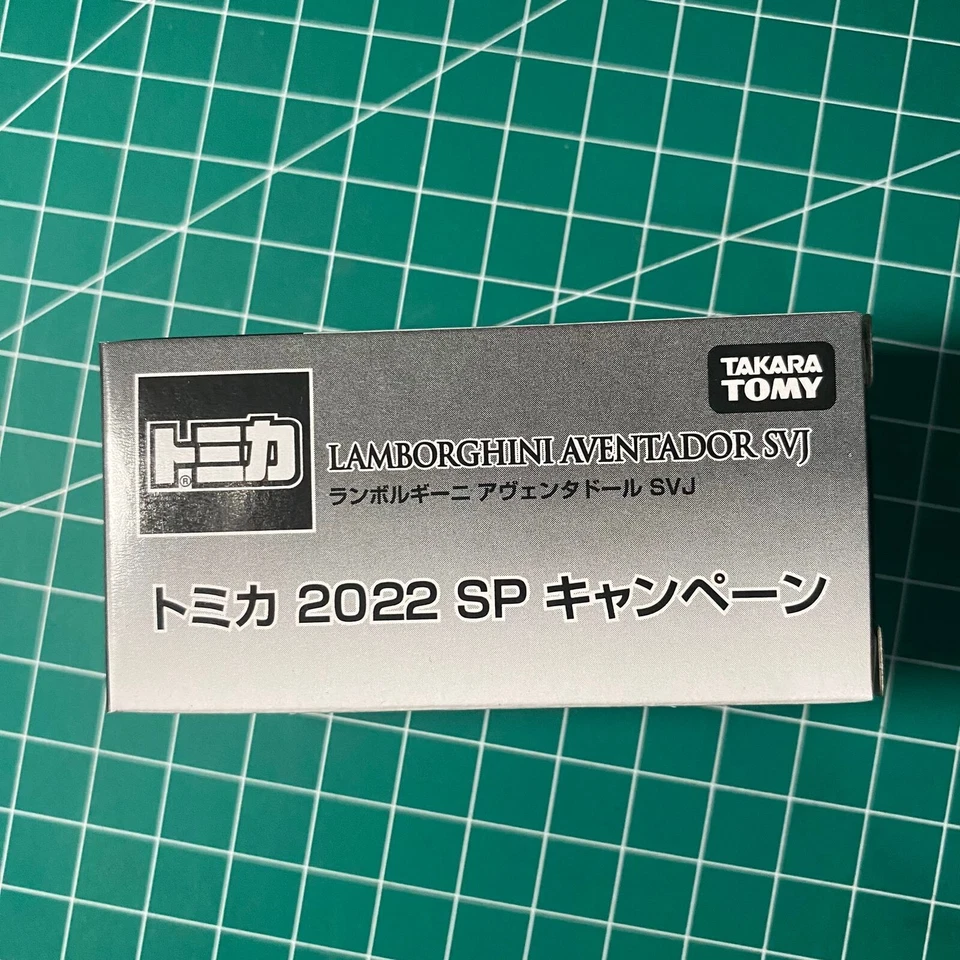 TAKARA
TOMY
トミカ®
LAMBORGHINI AVENTADOR SVJ
ランボルギーニ アヴェンタドール SVJ
トミカ 2022 SP キャンペーン